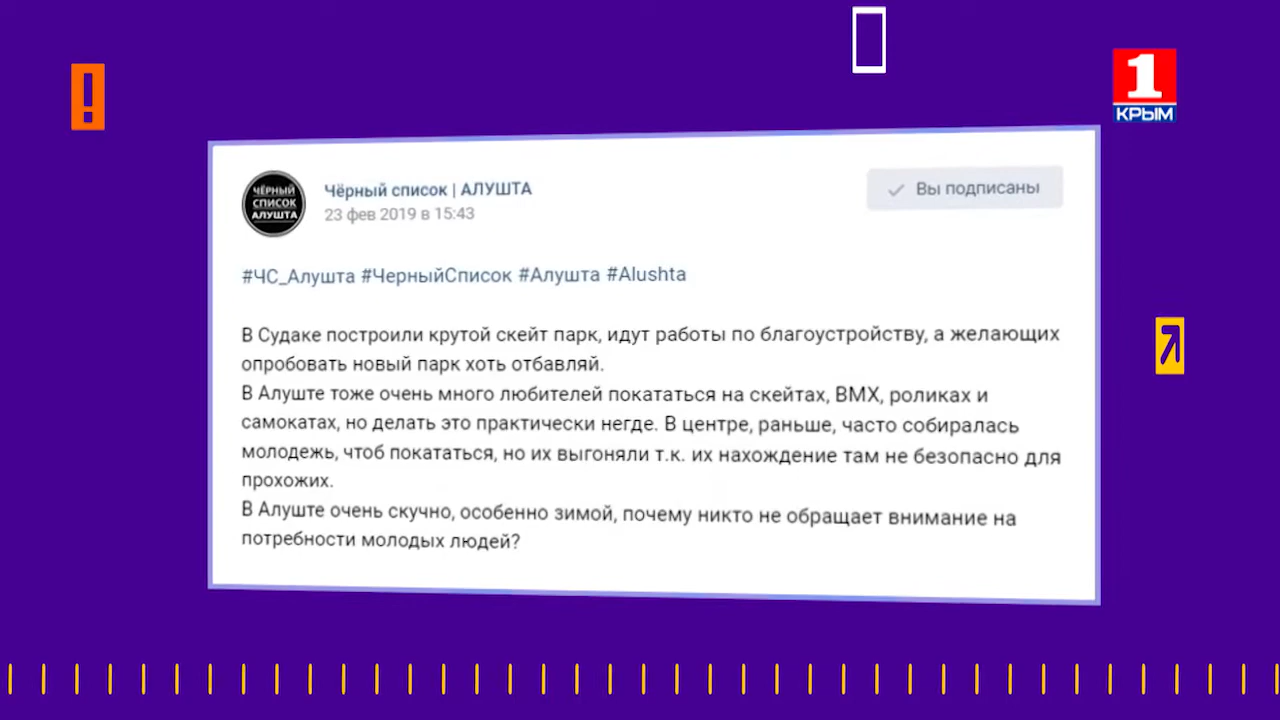 !
1
КРЫМ
ЧЁРНЫЙ
СПИСОК
АЛУШТА
Чёрный список | АЛУШТА
23 фев 2019 в 15:43
Вы подписаны
#ЧС_Алушта #ЧерныйСписок #Алушта #Alushta
В Судаке построили крутой скейт парк, идут работы по благоустройству, а желающих
опробовать новый парк хоть отбавляй.
В Алуште тоже очень много любителей покататься на скейтах, BMX, роликах и
самокатах, но делать это практически негде. В центре, раньше, часто собиралась
молодежь, чтоб покататься, но их выгоняли т.к. их нахождение там не безопасно для
прохожих.
В Алуште очень скучно, особенно зимой, почему никто не обращает внимание на
потребности молодых людей?